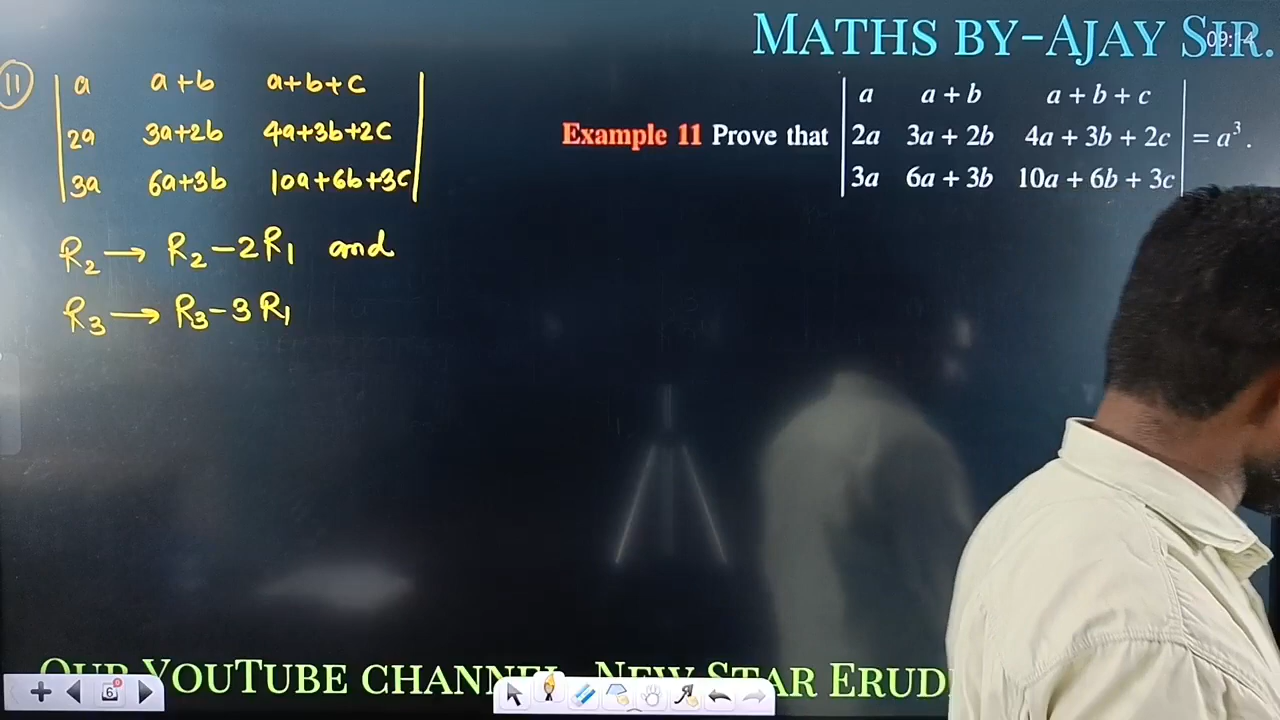 MATHS BY-AJAY SIR.
11 | a a+b a+b+c |
| 2a 3a+2b 4a+3b+2c |
| 3a 6a+3b 10a+6b+3c |
R₂ → R₂-2R₁ and
R₃ → R₃-3R₁
Example 11 Prove that | a a + b a + b + c |
| 2a 3a + 2b 4a + 3b + 2c | = a³.
| 3a 6a + 3b 10a + 6b + 3c |
OUR YOUTUBE CHANNEL NEW STAR
6